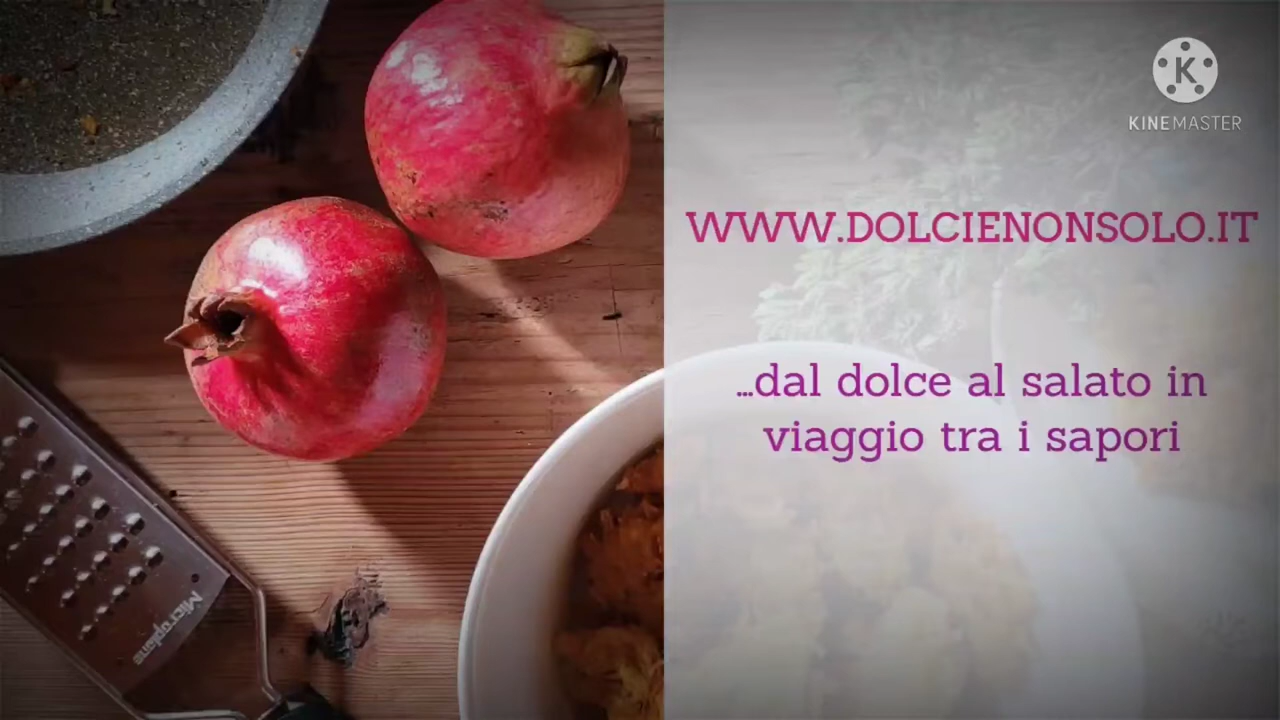 KINEMASTER
WWW.DOLCIENONSOLO.IT
...dal dolce al salato in
viaggio tra i sapori
Microplane